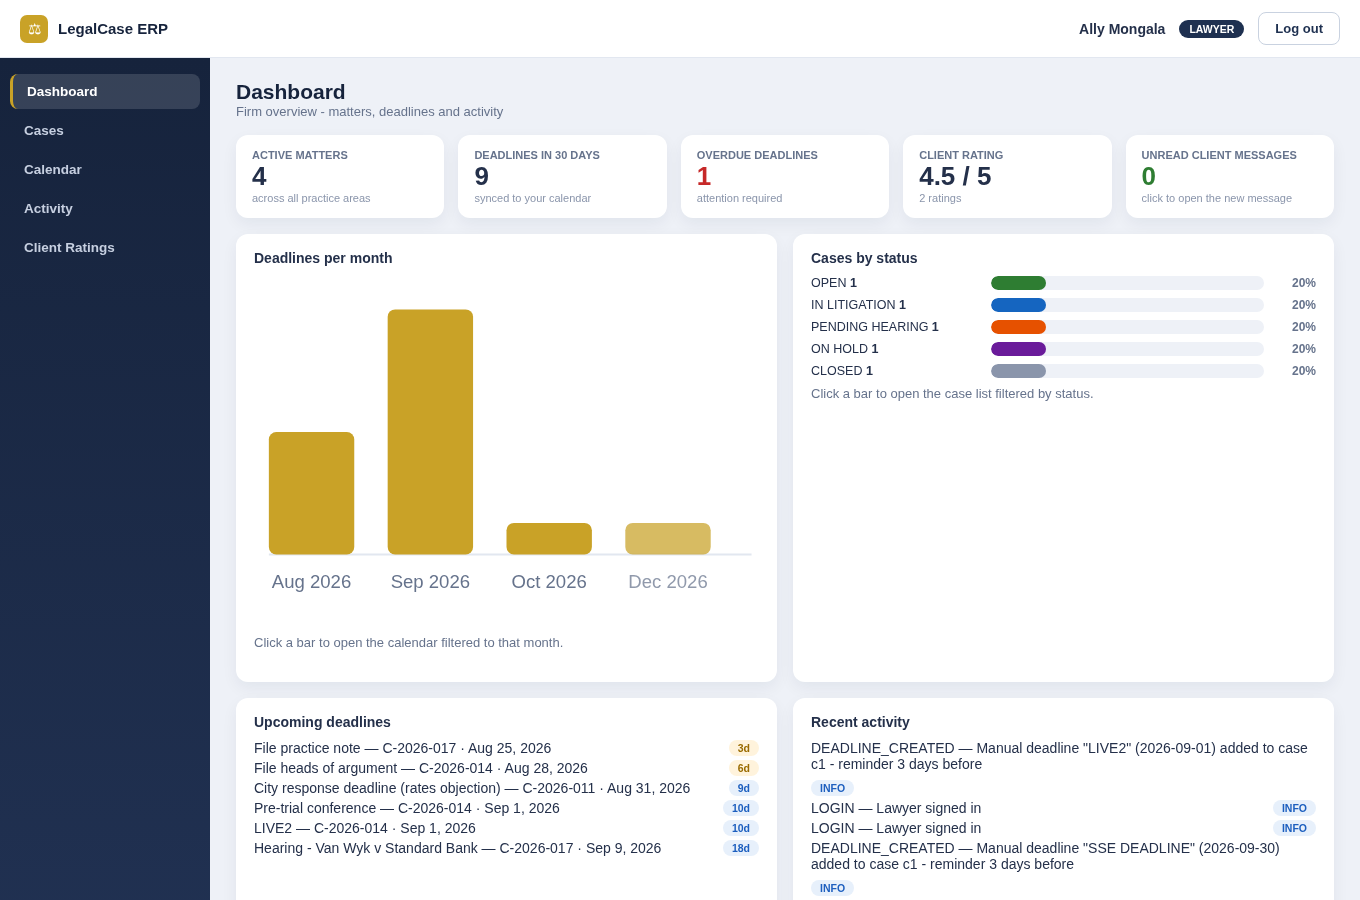 LegalCase ERP
Ally Mongala LAWYER Log out
Dashboard
Cases
Calendar
Activity
Client Ratings
Dashboard
Firm overview - matters, deadlines and activity
ACTIVE MATTERS
4
across all practice areas
DEADLINES IN 30 DAYS
9
synced to your calendar
OVERDUE DEADLINES
1
attention required
CLIENT RATING
4.5 / 5
2 ratings
UNREAD CLIENT MESSAGES
0
click to open the new message
Deadlines per month
Aug 2026 Sep 2026 Oct 2026 Dec 2026
Click a bar to open the calendar filtered to that month.
Cases by status
OPEN 1 20%
IN LITIGATION 1 20%
PENDING HEARING 1 20%
ON HOLD 1 20%
CLOSED 1 20%
Click a bar to open the case list filtered by status.
Upcoming deadlines
File practice note — C-2026-017 · Aug 25, 2026 3d
File heads of argument — C-2026-014 · Aug 28, 2026 6d
City response deadline (rates objection) — C-2026-011 · Aug 31, 2026 9d
Pre-trial conference — C-2026-014 · Sep 1, 2026 10d
LIVE2 — C-2026-014 · Sep 1, 2026 10d
Hearing - Van Wyk v Standard Bank — C-2026-017 · Sep 9, 2026 18d
Recent activity
DEADLINE_CREATED — Manual deadline "LIVE2" (2026-09-01) added to case
c1 - reminder 3 days before
INFO
LOGIN — Lawyer signed in INFO
LOGIN — Lawyer signed in INFO
DEADLINE_CREATED — Manual deadline "SSE DEADLINE" (2026-09-30)
added to case c1 - reminder 3 days before
INFO